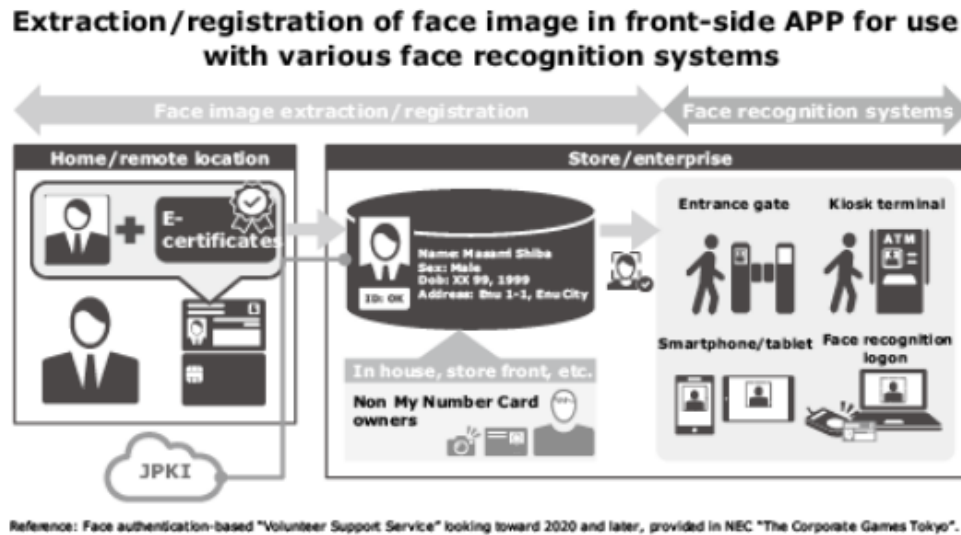 Extraction/registration of face image in front-side APP for use
with various face recognition systems
Face image extraction/registration
Face recognition systems
Home/remote location
Store/enterprise
E-
certificates
Name: Masami Shiba
Sex: Male
Dob: XX 99, 1999
Address: Enu 1-1, Enu City
ID: OK
Entrance gate
Kiosk terminal
ATM
Smartphone/tablet
Face recognition
logon
In house, store front, etc.
Non My Number Card
owners
JPKI
Reference: Face authentication-based "Volunteer Support Service" looking toward 2020 and later, provided in NEC "The Corporate Games Tokyo".